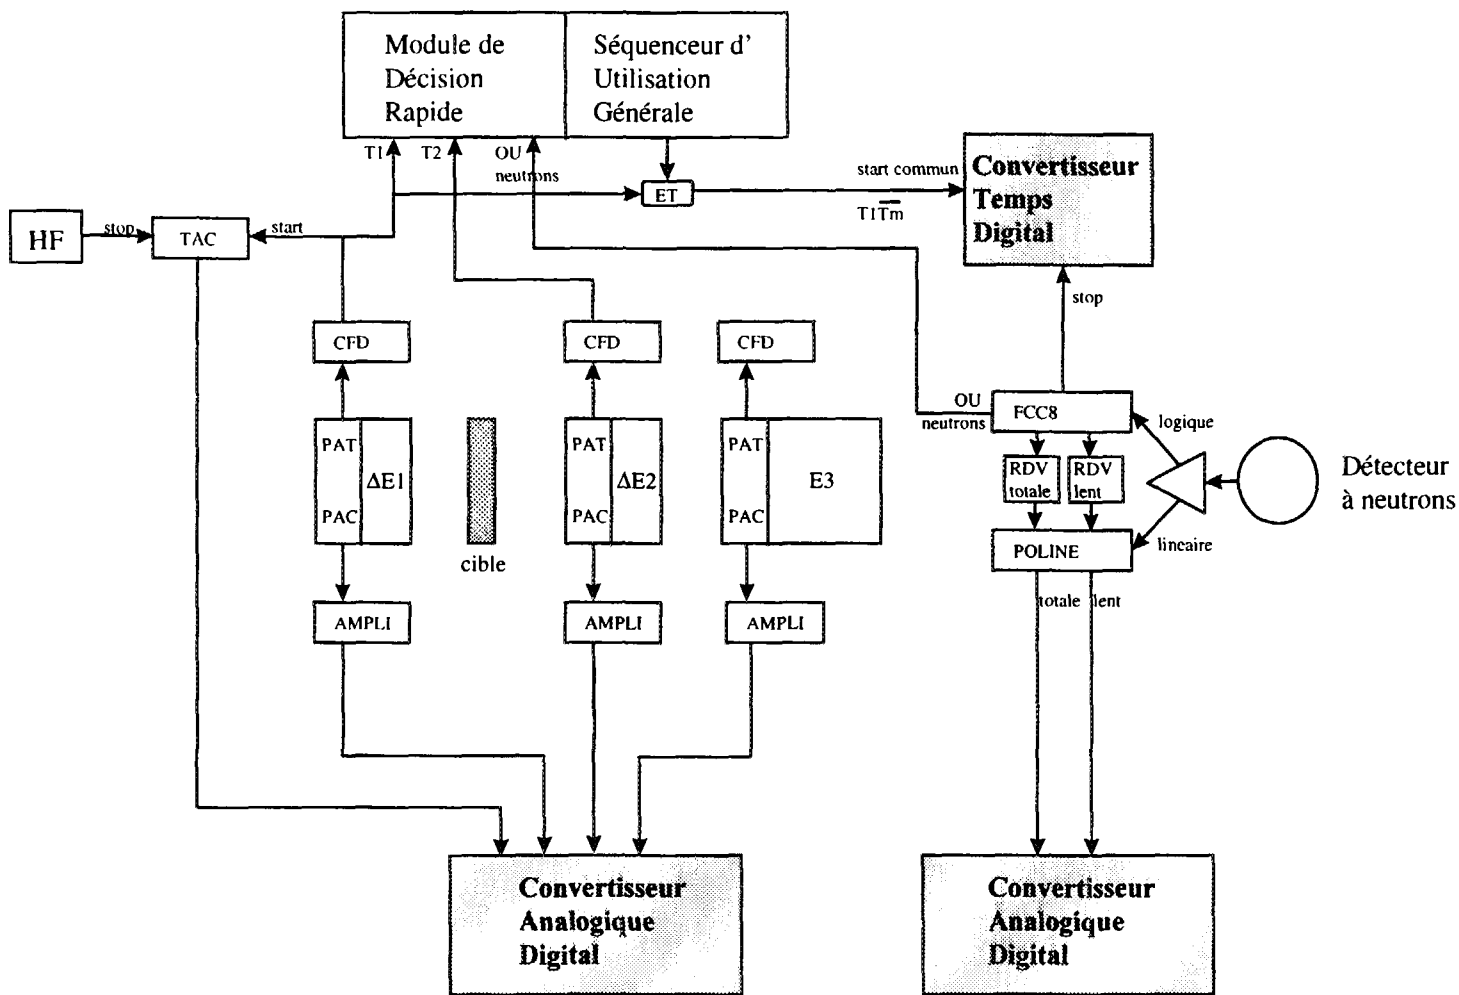 Module de
Décision
Rapide
Séquenceur d'
Utilisation
Générale
T1
T2
OU
neutrons
ET
start commun
T1T̅m̅
Convertisseur
Temps
Digital
HF
stop
TAC
start
stop
CFD
CFD
CFD
OU
neutrons
FCC8
logique
PAT
ΔE1
PAC
PAT
ΔE2
PAC
PAT
E3
PAC
RDV
totale
RDV
lent
Détecteur
à neutrons
cible
POLINE
lineaire
totale
lent
AMPLI
AMPLI
AMPLI
Convertisseur
Analogique
Digital
Convertisseur
Analogique
Digital